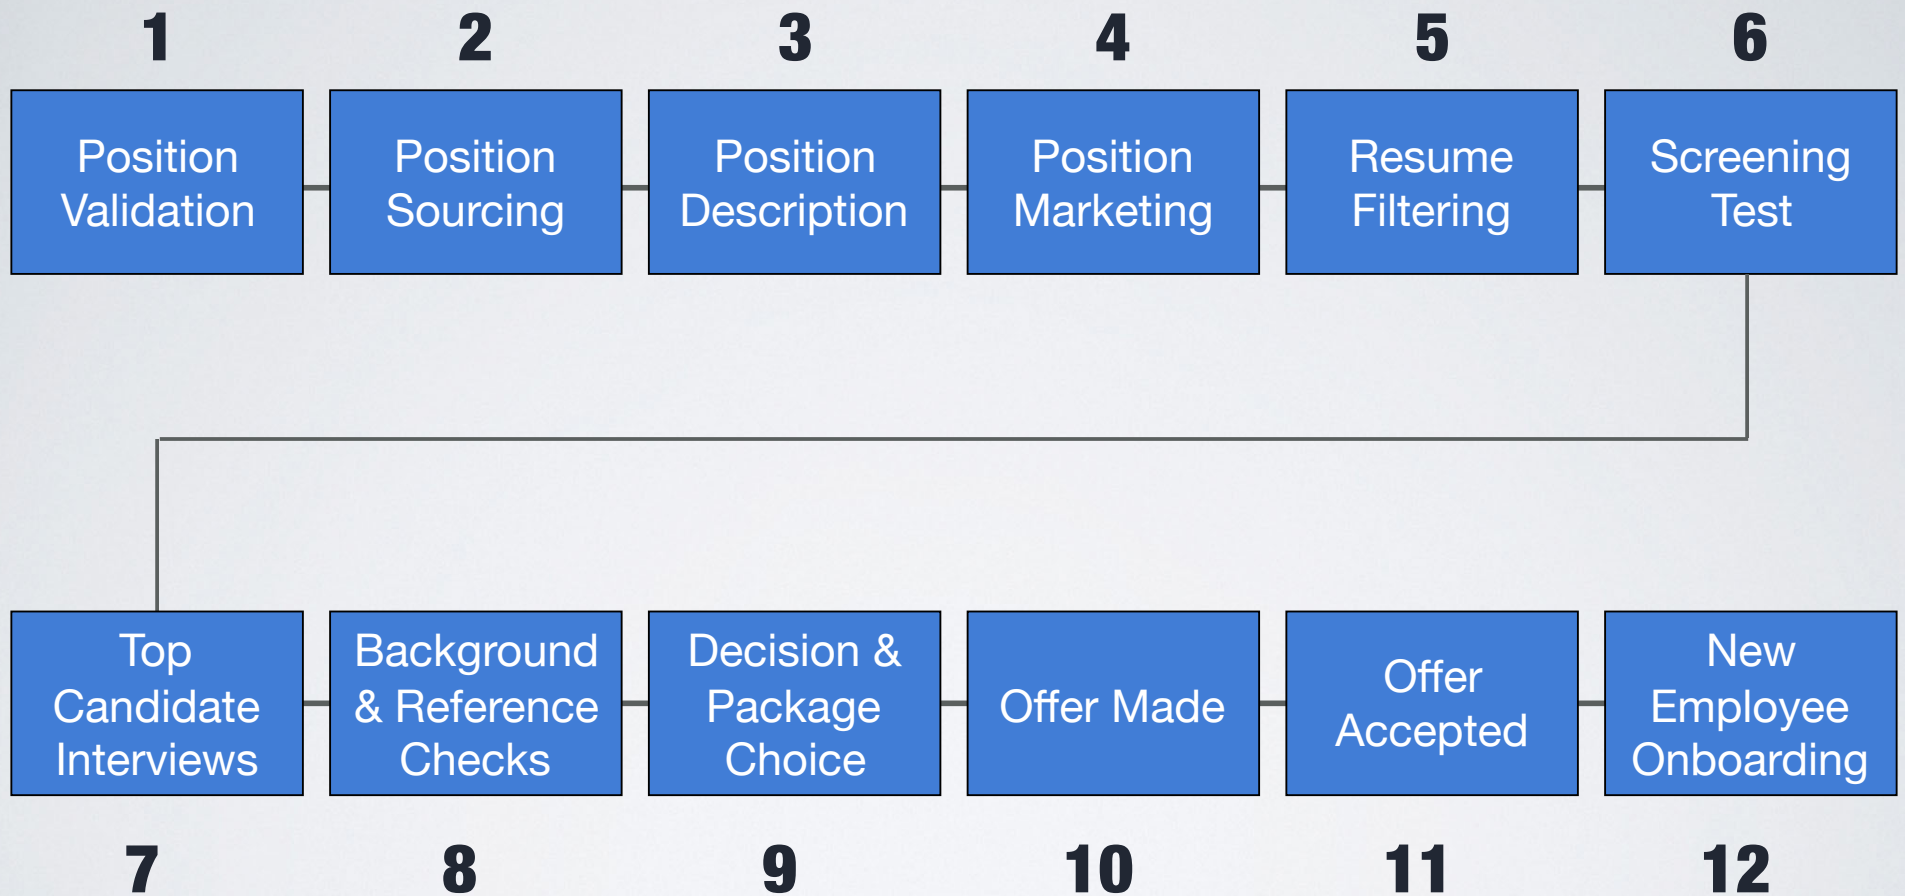 1
2
3
4
5
6
Position
Validation
Position
Sourcing
Position
Description
Position
Marketing
Resume
Filtering
Screening
Test
Top
Candidate
Interviews
Background
& Reference
Checks
Decision &
Package
Choice
Offer Made
Offer
Accepted
New
Employee
Onboarding
7
8
9
10
11
12